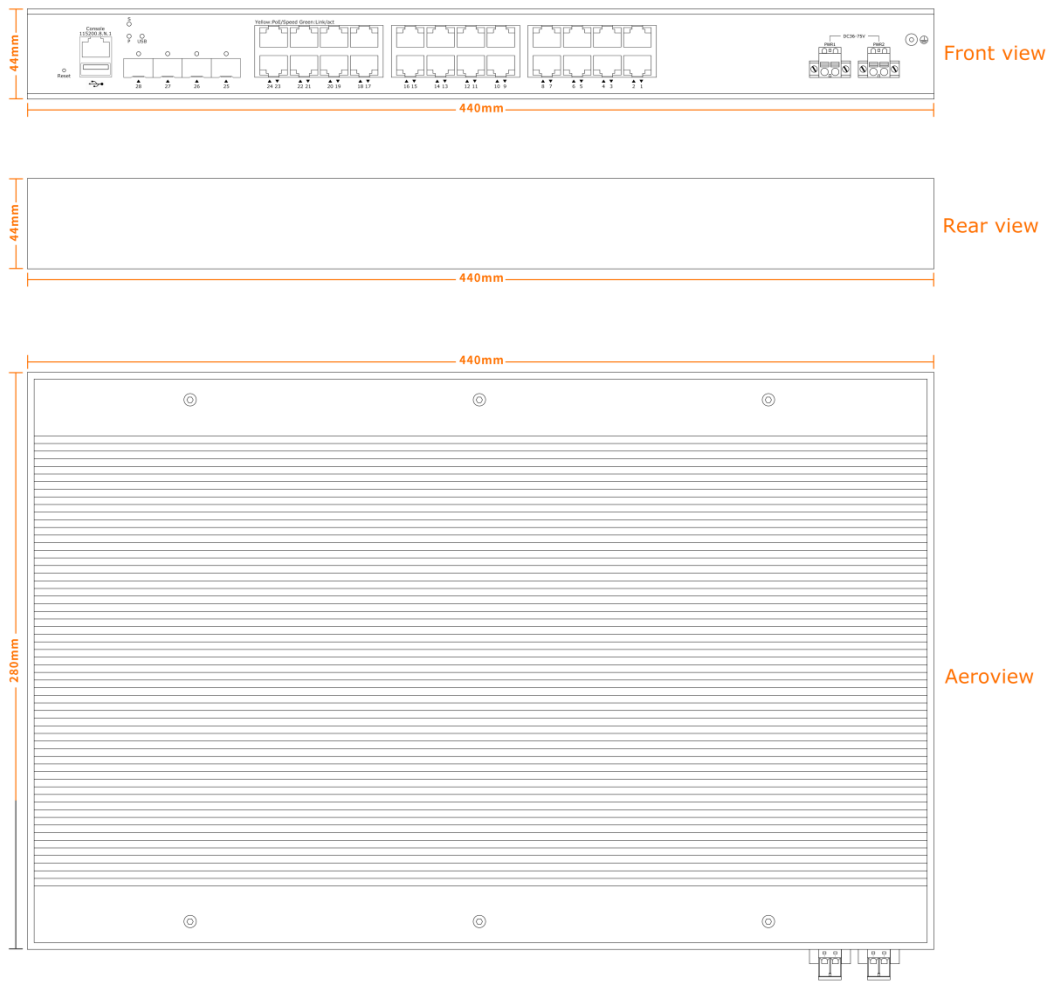 S
Yellow:PoE/Speed Green:Link/act
Console
115200.8.N.1
P USB
DC36-75V
PWR1 PWR2
Reset
28 27 26 25
24 23 22 21 20 19 18 17 16 15 14 13 12 11 10 9 8 7 6 5 4 3 2 1
44mm
440mm
Front view
44mm
440mm
Rear view
440mm
280mm
Aeroview